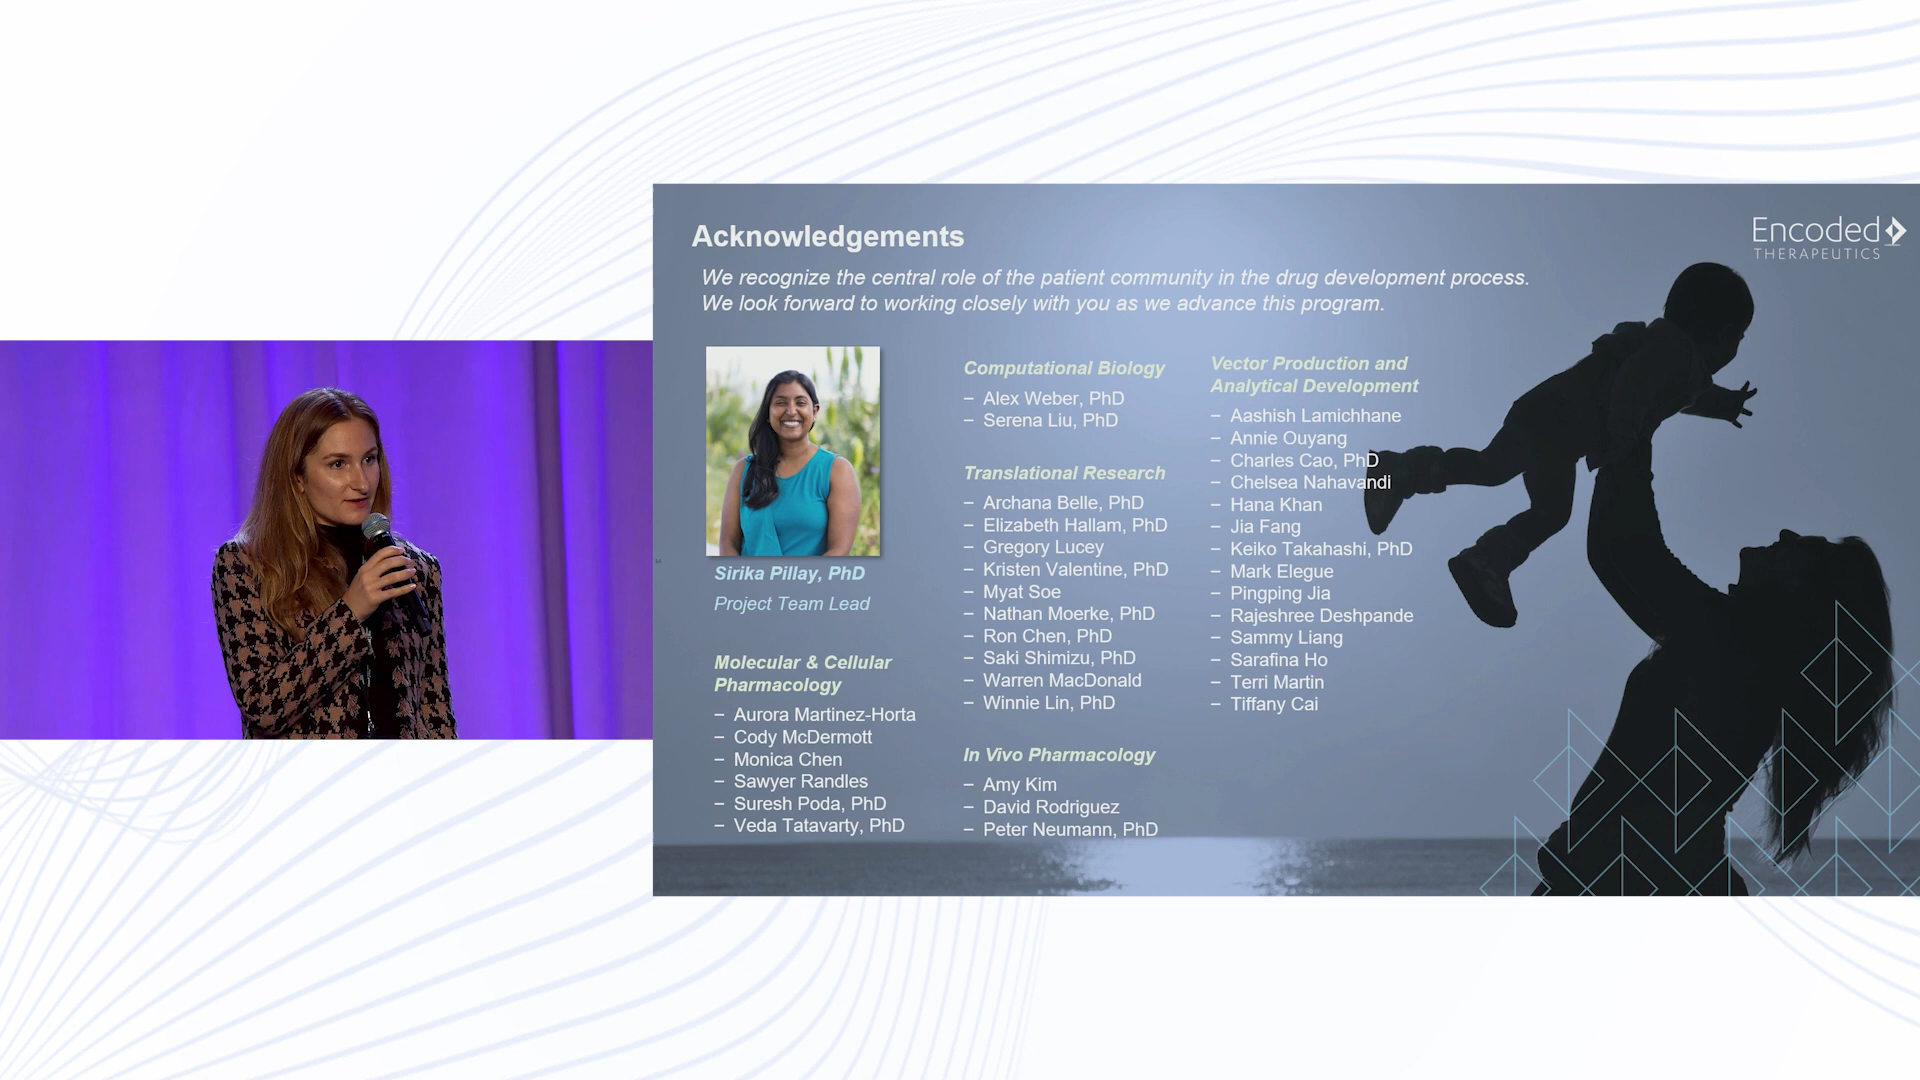 Acknowledgements
Encoded
THERAPEUTICS
We recognize the central role of the patient community in the drug development process.
We look forward to working closely with you as we advance this program.
Sirika Pillay, PhD
Project Team Lead
Molecular & Cellular
Pharmacology
– Aurora Martinez-Horta
– Cody McDermott
– Monica Chen
– Sawyer Randles
– Suresh Poda, PhD
– Veda Tatavarty, PhD
Computational Biology
– Alex Weber, PhD
– Serena Liu, PhD
Translational Research
– Archana Belle, PhD
– Elizabeth Hallam, PhD
– Gregory Lucey
– Kristen Valentine, PhD
– Myat Soe
– Nathan Moerke, PhD
– Ron Chen, PhD
– Saki Shimizu, PhD
– Warren MacDonald
– Winnie Lin, PhD
In Vivo Pharmacology
– Amy Kim
– David Rodriguez
– Peter Neumann, PhD
Vector Production and
Analytical Development
– Aashish Lamichhane
– Annie Ouyang
– Charles Cao, PhD
– Chelsea Nahavandi
– Hana Khan
– Jia Fang
– Keiko Takahashi, PhD
– Mark Elegue
– Pingping Jia
– Rajeshree Deshpande
– Sammy Liang
– Sarafina Ho
– Terri Martin
– Tiffany Cai